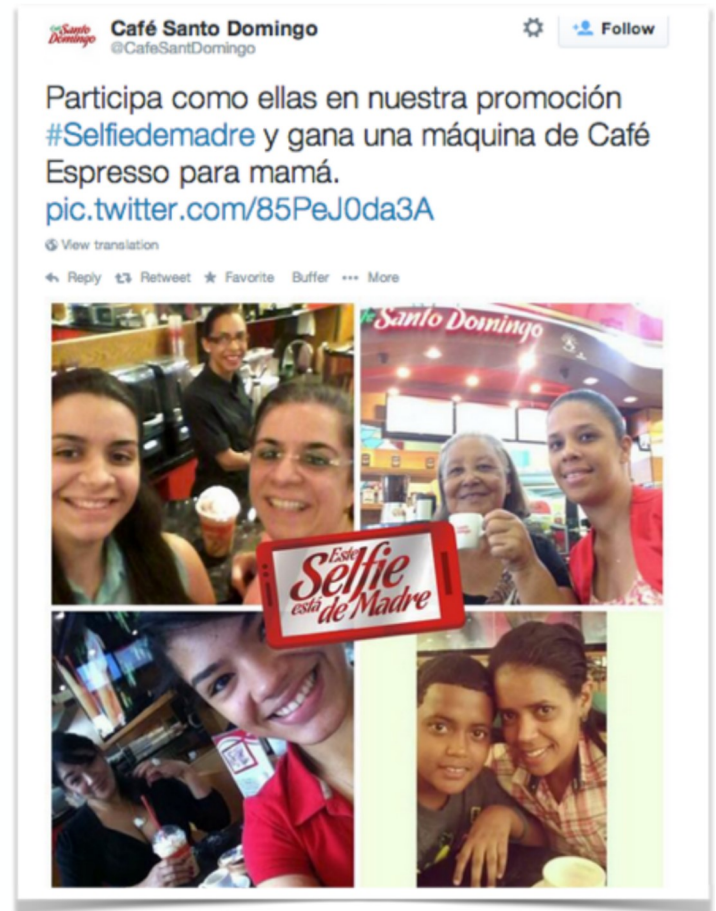 Café Santo Domingo
Santo Domingo
@CafeSantDomingo
Follow
Participa como ellas en nuestra promoción
#Selfiedemadre y gana una máquina de Café
Espresso para mamá.
pic.twitter.com/85PeJ0da3A
View translation
Reply Retweet Favorite Buffer More
Santo Domingo
Este
Selfie
está de Madre